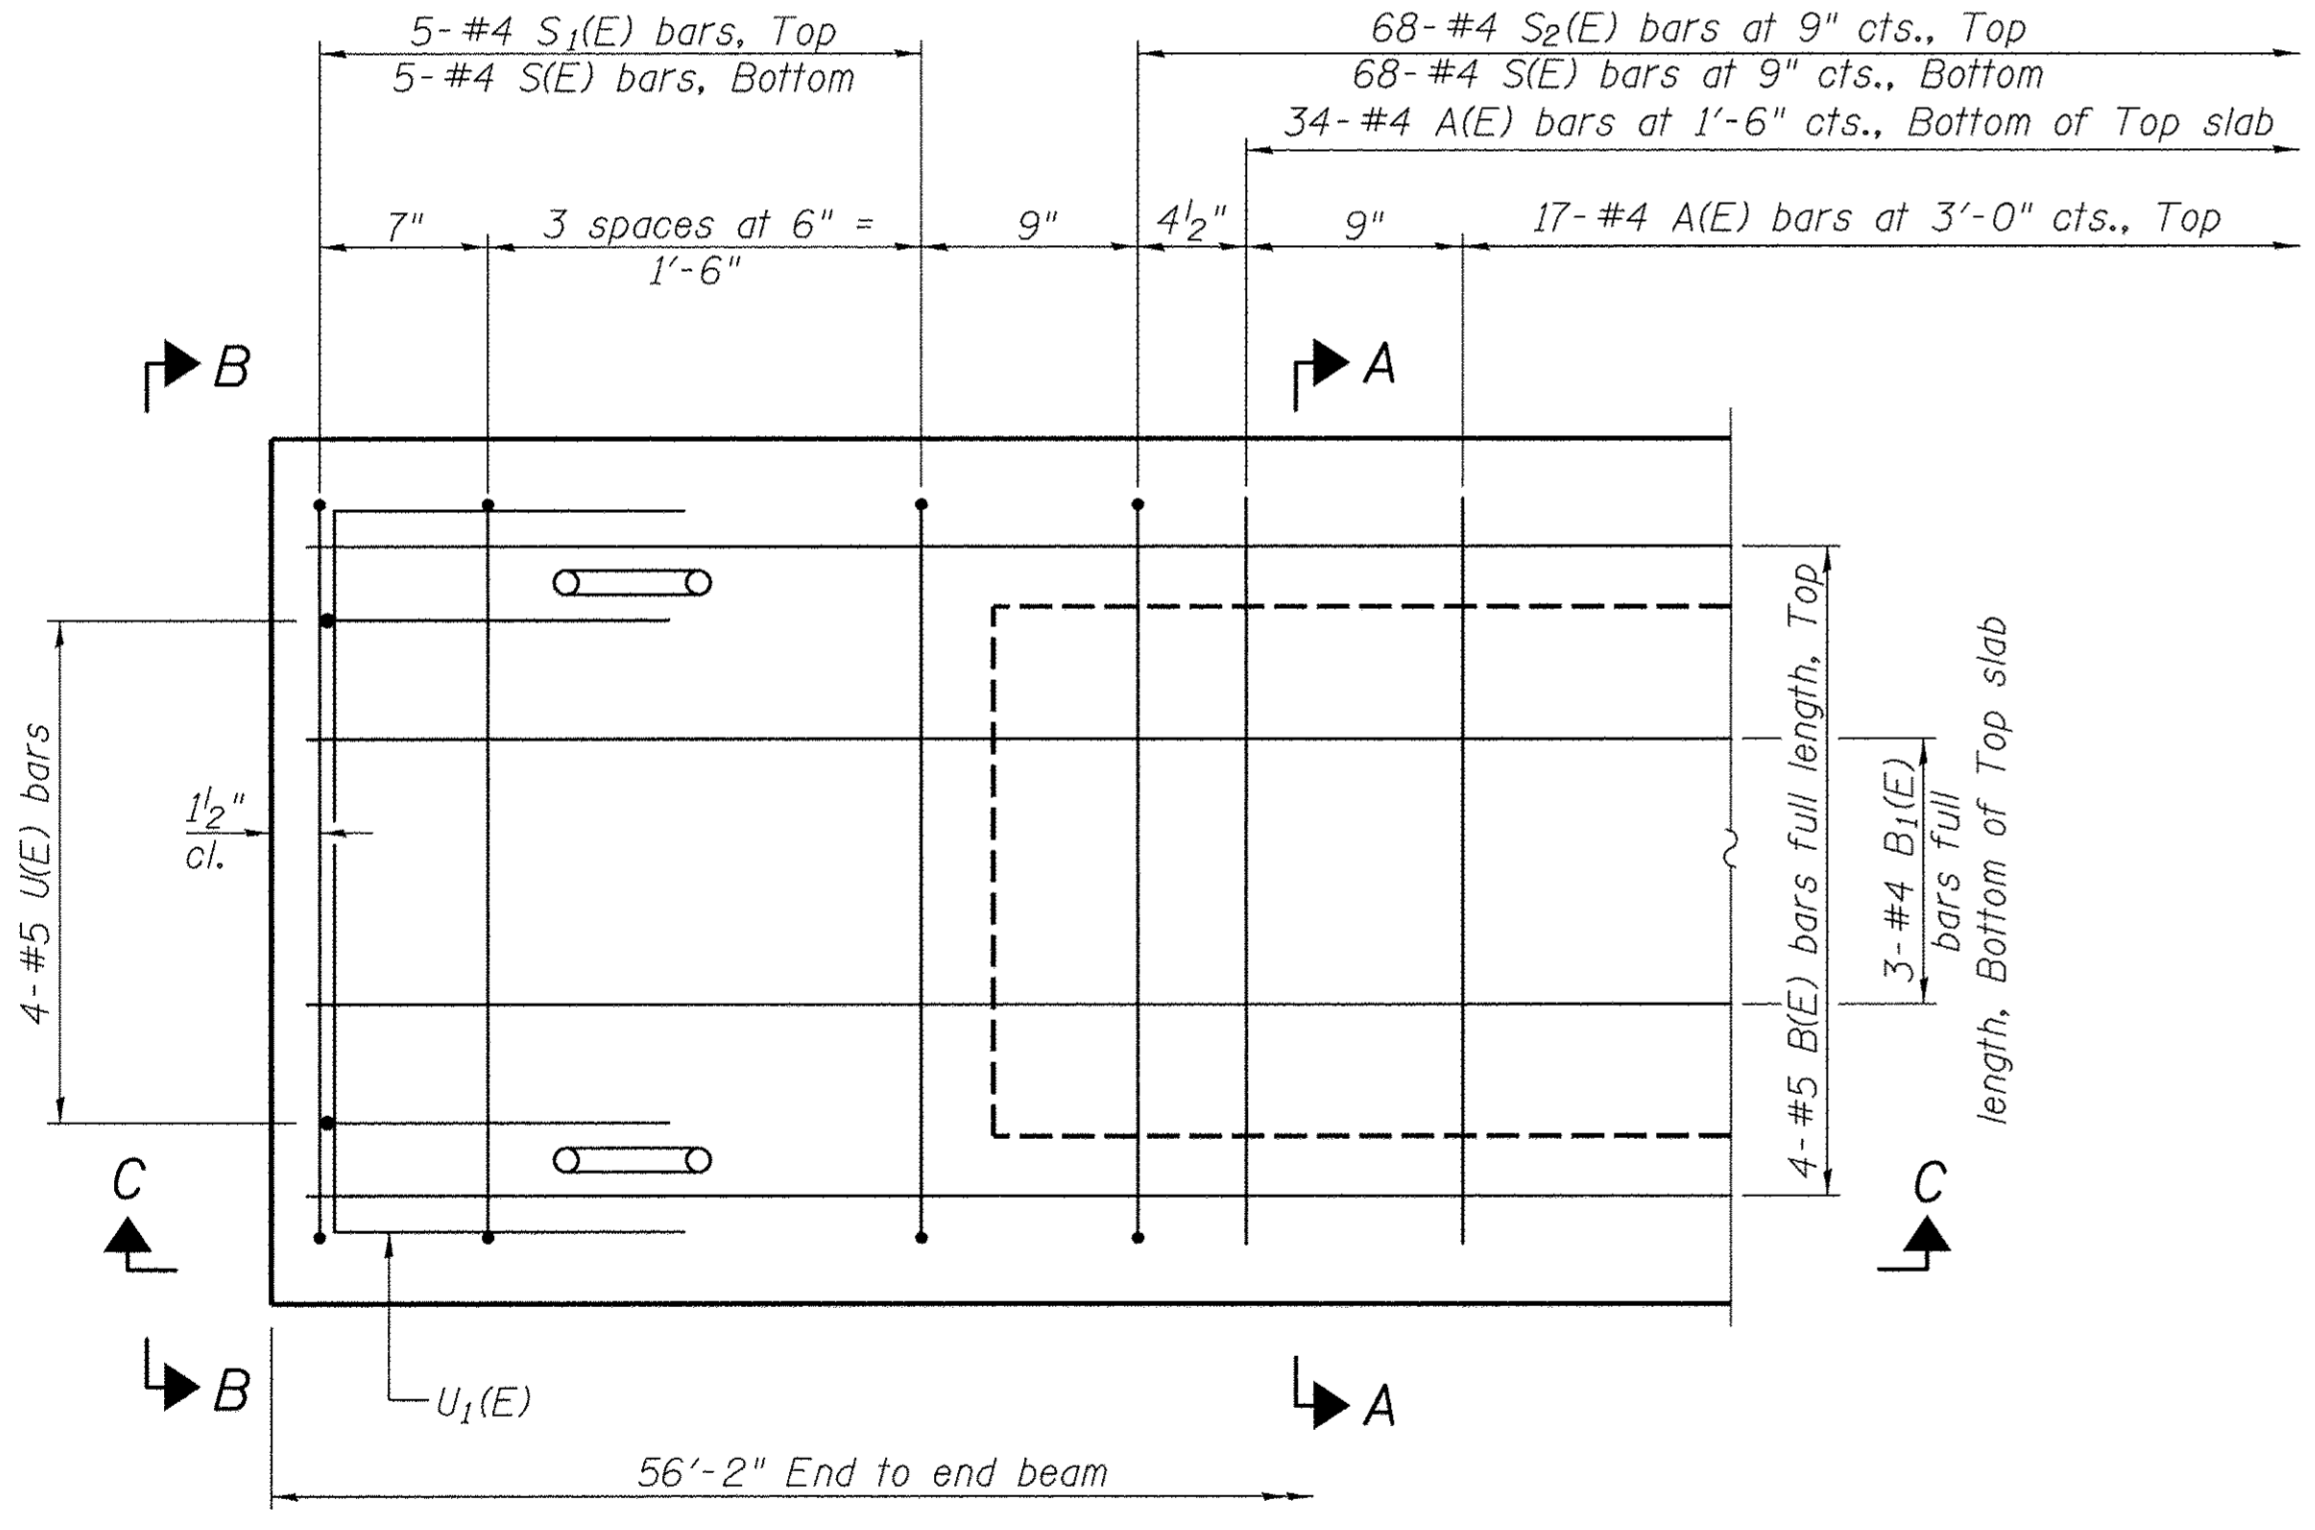 5-#4 S₁(E) bars, Top
5-#4 S(E) bars, Bottom
68-#4 S₂(E) bars at 9" cts., Top
68-#4 S(E) bars at 9" cts., Bottom
34-#4 A(E) bars at 1'-6" cts., Bottom of Top slab
7"
3 spaces at 6" =
1'-6"
9"
4½"
9"
17-#4 A(E) bars at 3'-0" cts., Top
B
A
4-#5 U(E) bars
1½"
cl.
4-#5 B(E) bars full length, Top
3-#4 B₁(E)
bars full
length, Bottom of Top slab
C
C
B
U₁(E)
A
56'-2" End to end beam